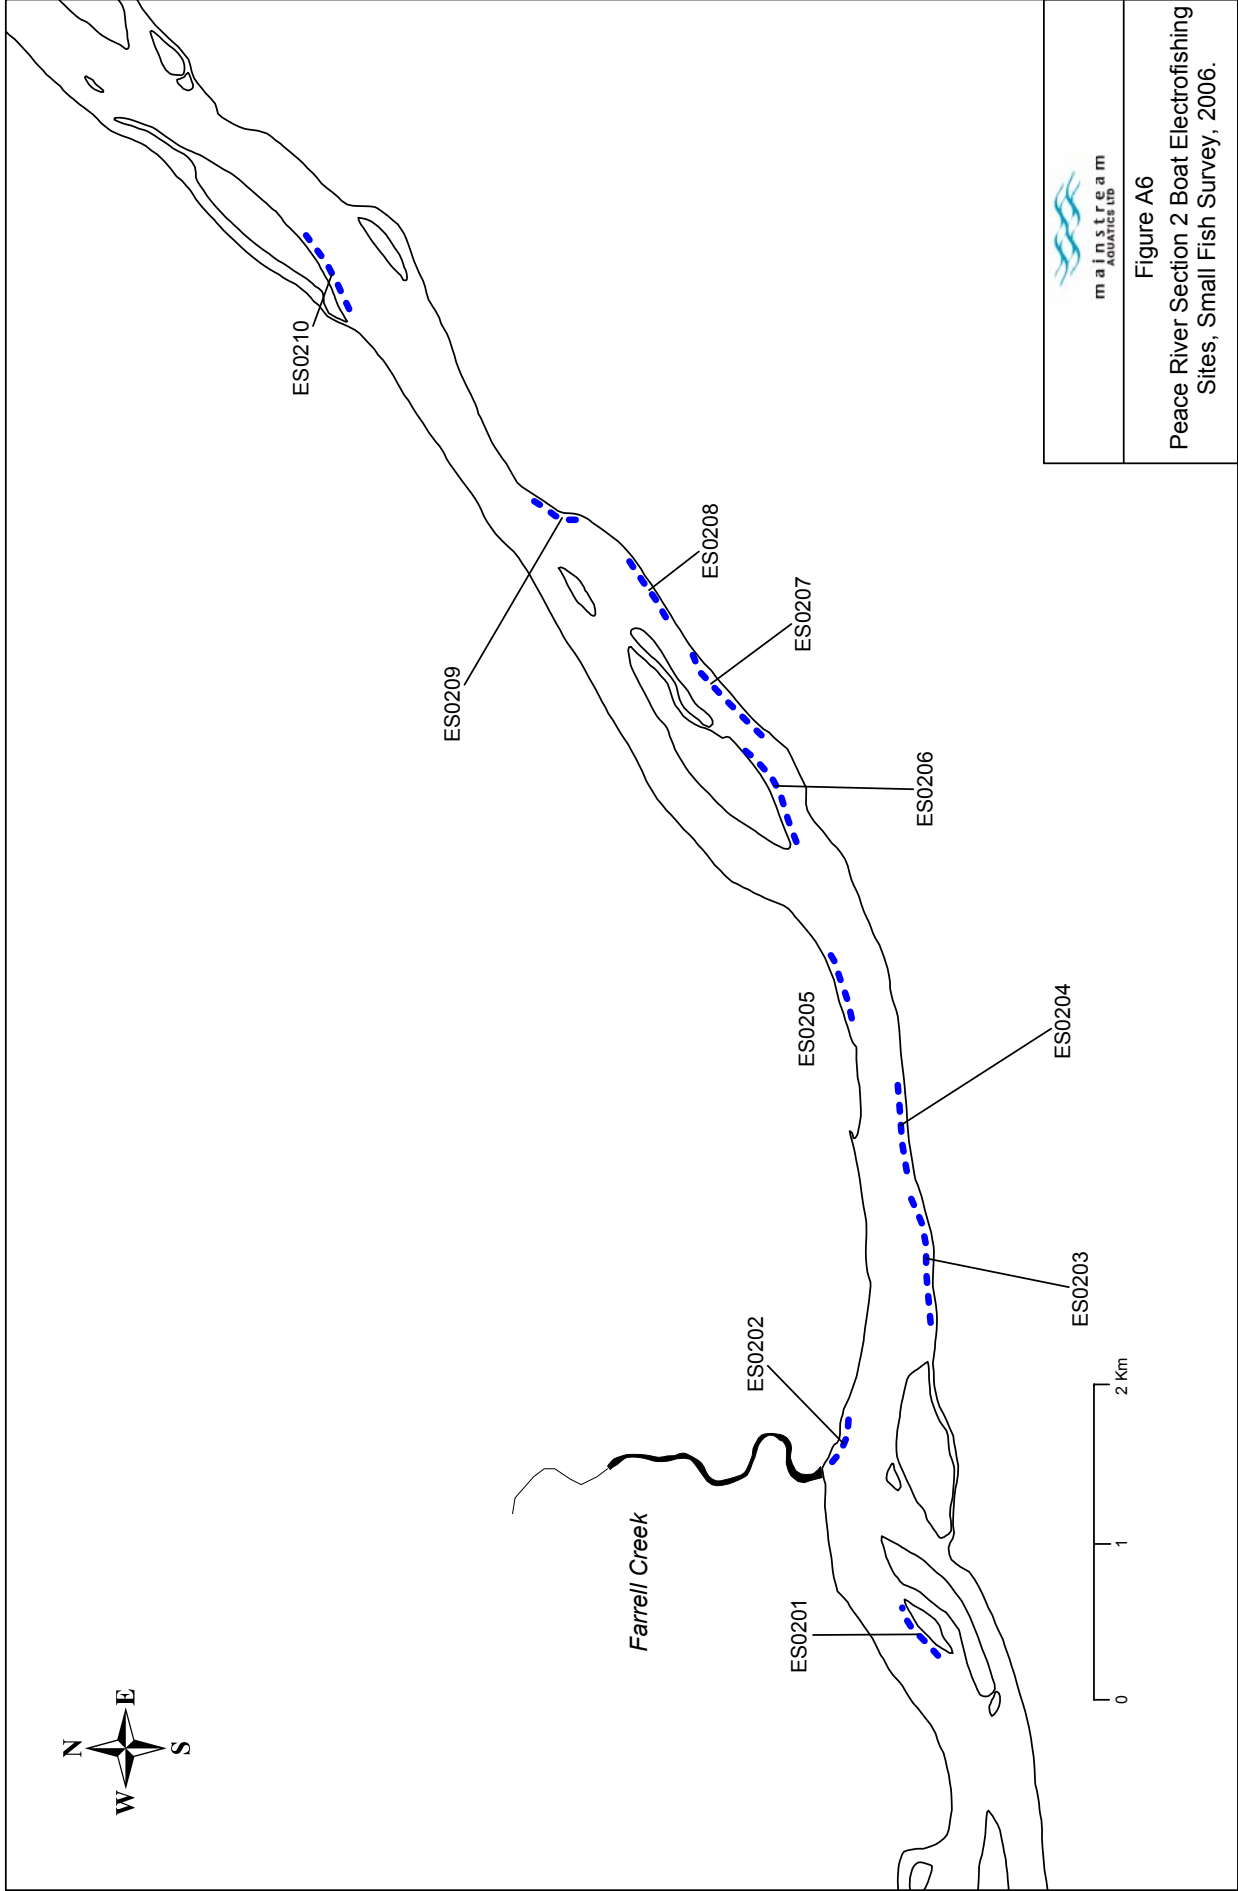 N
W
E
S
ES0201
Farrell Creek
ES0202
ES0203
ES0204
ES0205
ES0206
ES0207
ES0208
ES0209
ES0210
0
1
2 Km
mainstream
AQUATICS LTD
Figure A6
Peace River Section 2 Boat Electrofishing
Sites, Small Fish Survey, 2006.